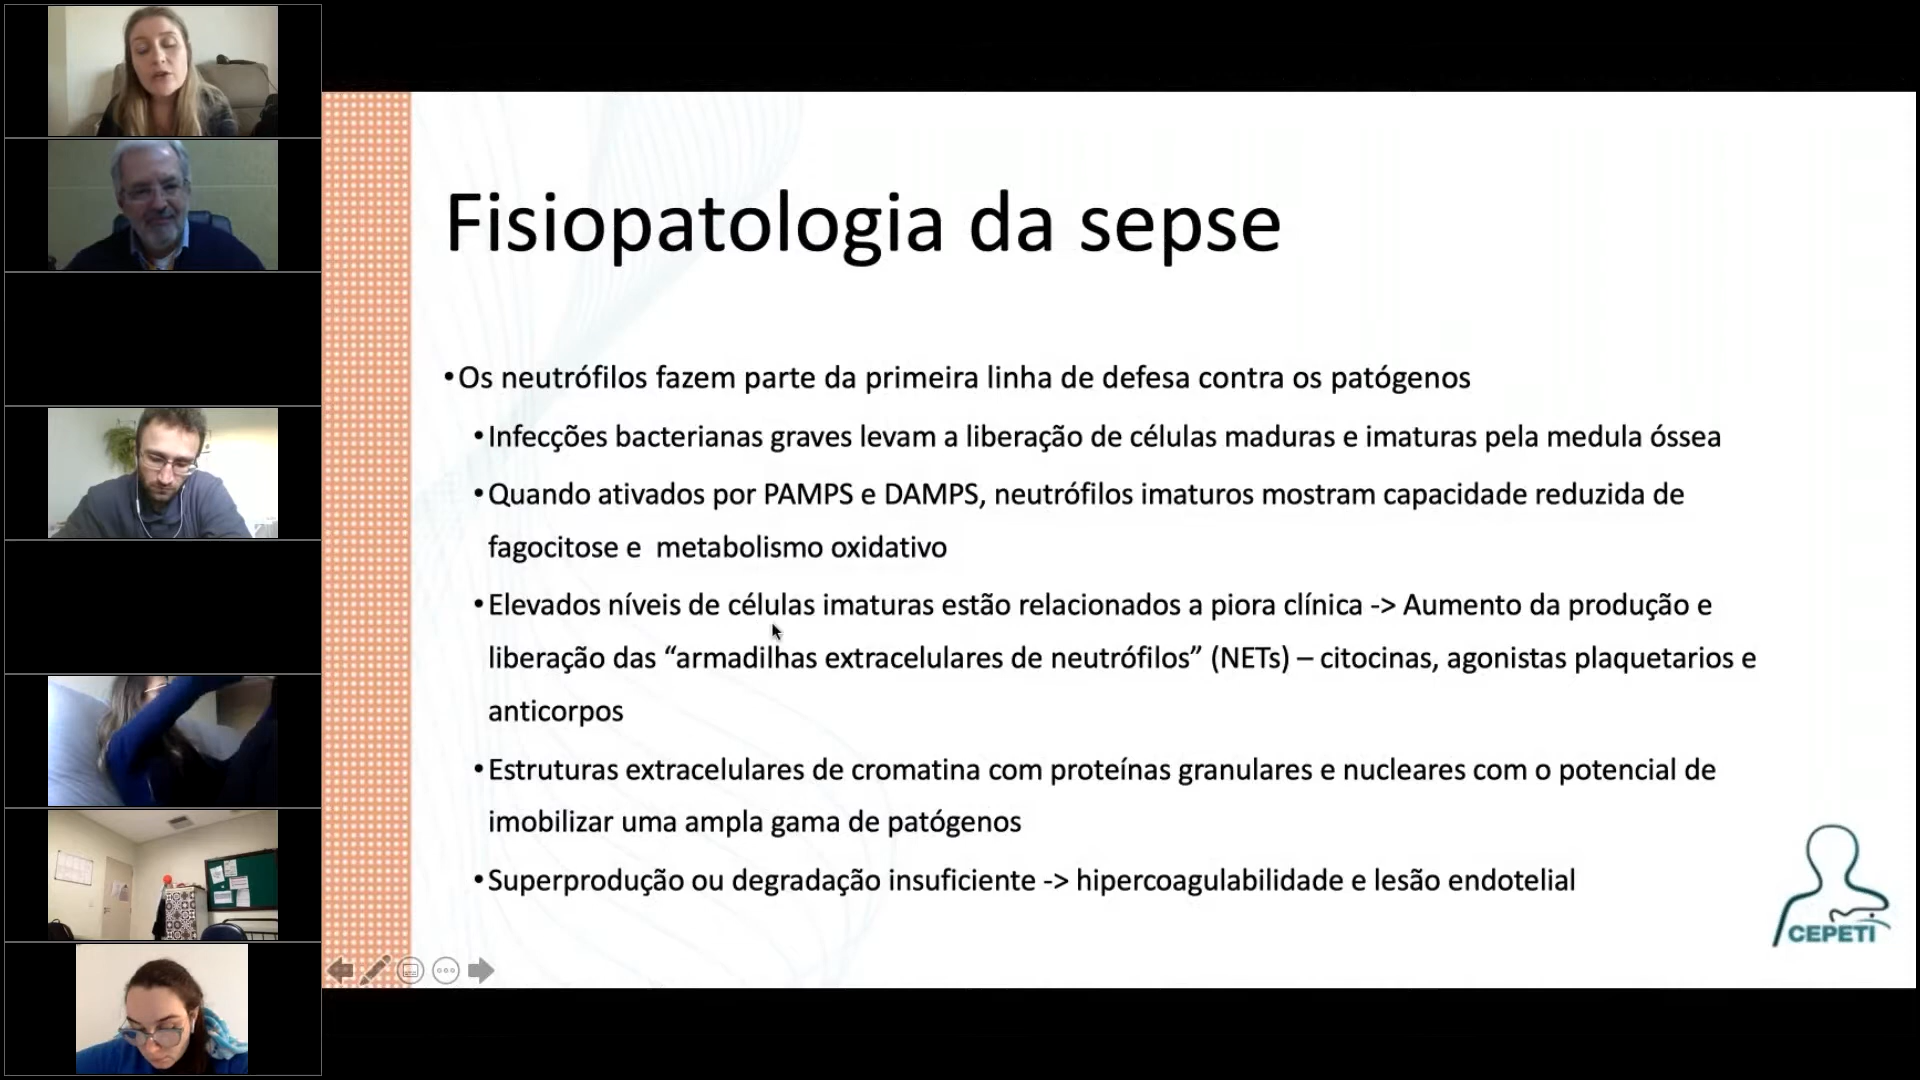 Fisiopatologia da sepse
•Os neutrófilos fazem parte da primeira linha de defesa contra os patógenos
•Infecções bacterianas graves levam a liberação de células maduras e imaturas pela medula óssea
•Quando ativados por PAMPS e DAMPS, neutrófilos imaturos mostram capacidade reduzida de
fagocitose e  metabolismo oxidativo
•Elevados níveis de células imaturas estão relacionados a piora clínica -> Aumento da produção e
liberação das “armadilhas extracelulares de neutrófilos” (NETs) – citocinas, agonistas plaquetarios e
anticorpos
•Estruturas extracelulares de cromatina com proteínas granulares e nucleares com o potencial de
imobilizar uma ampla gama de patógenos
•Superprodução ou degradação insuficiente -> hipercoagulabilidade e lesão endotelial
CEPETI